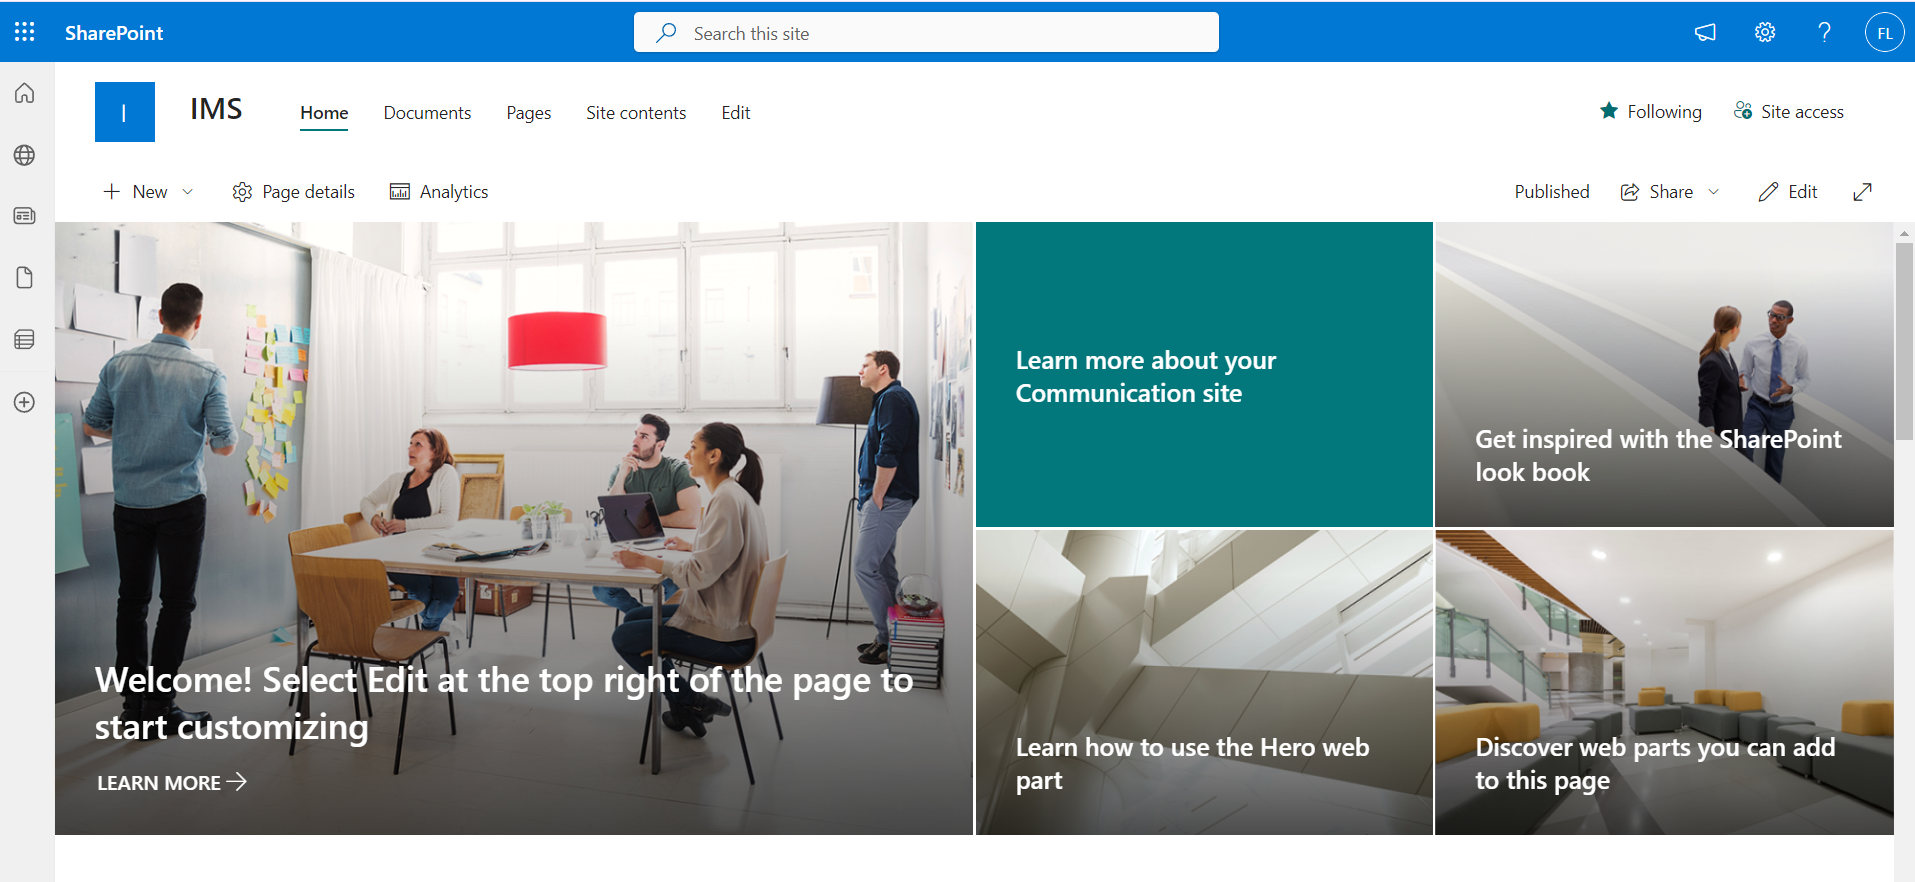 SharePoint
Search this site
FL
I
IMS
Home Documents Pages Site contents Edit
Following Site access
New Page details Analytics
Published Share Edit
Learn more about your
Communication site
Get inspired with the SharePoint
look book
Welcome! Select Edit at the top right of the page to
start customizing
LEARN MORE
Learn how to use the Hero web
part
Discover web parts you can add
to this page